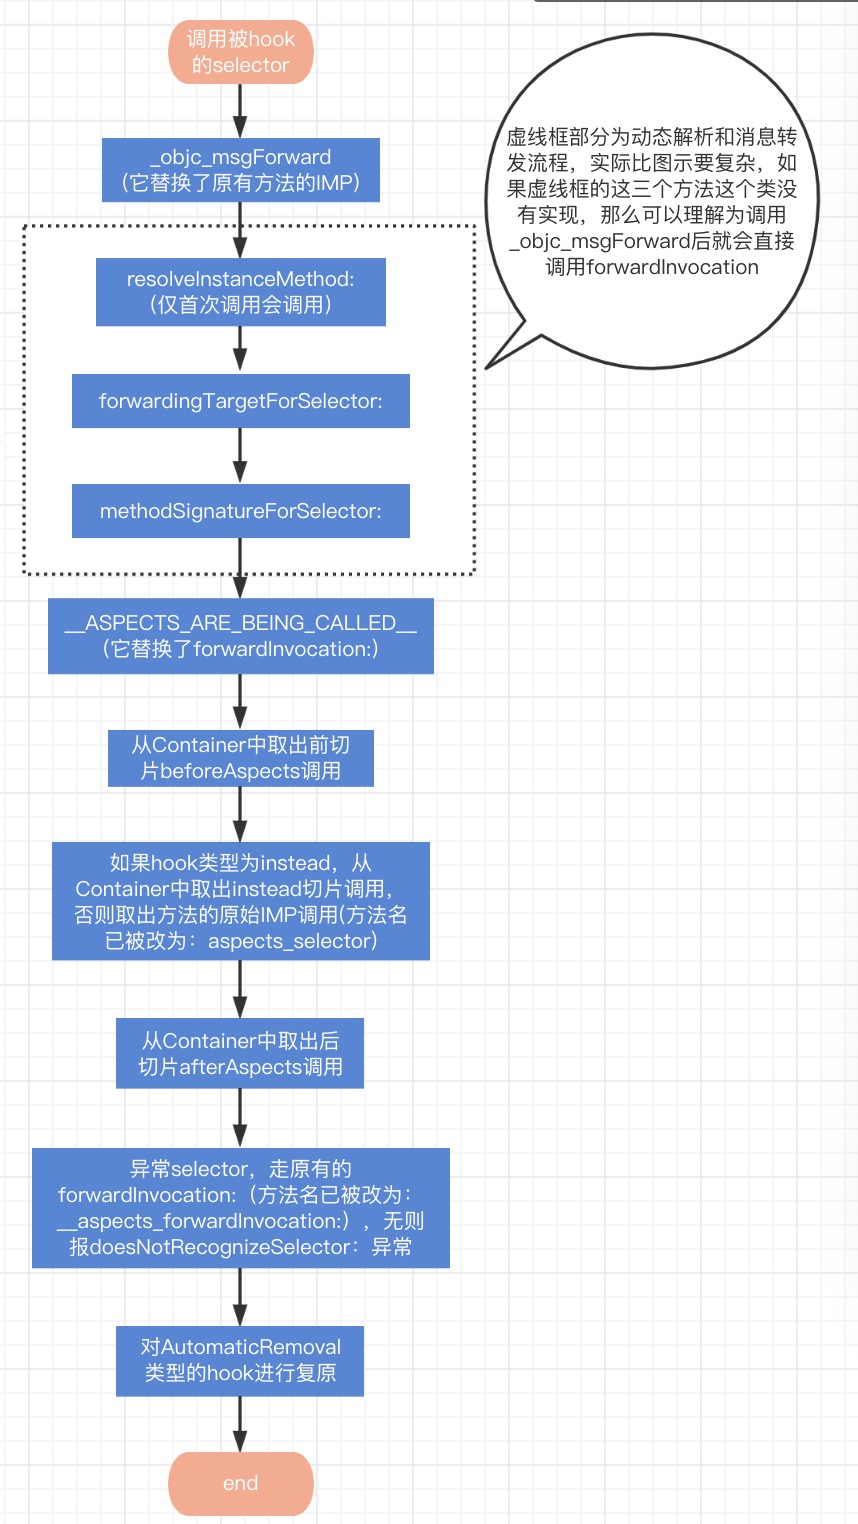 调用被hook
的selector
_objc_msgForward
（它替换了原有方法的IMP）
虚线框部分为动态解析和消息转
发流程，实际比图示要复杂，如
果虚线框的这三个方法这个类没
有实现，那么可以理解为调用
_objc_msgForward后就会直接
调用forwardInvocation
resolveInstanceMethod:
（仅首次调用会调用）
forwardingTargetForSelector:
methodSignatureForSelector:
__ASPECTS_ARE_BEING_CALLED__
（它替换了forwardInvocation:）
从Container中取出前切
片beforeAspects调用
如果hook类型为instead，从
Container中取出instead切片调用，
否则取出方法的原始IMP调用(方法名
已被改为：aspects_selector）
从Container中取出后
切片afterAspects调用
异常selector，走原有的
forwardInvocation:（方法名已被改为：
__aspects_forwardInvocation:），无则
报doesNotRecognizeSelector：异常
对AutomaticRemoval
类型的hook进行复原
end